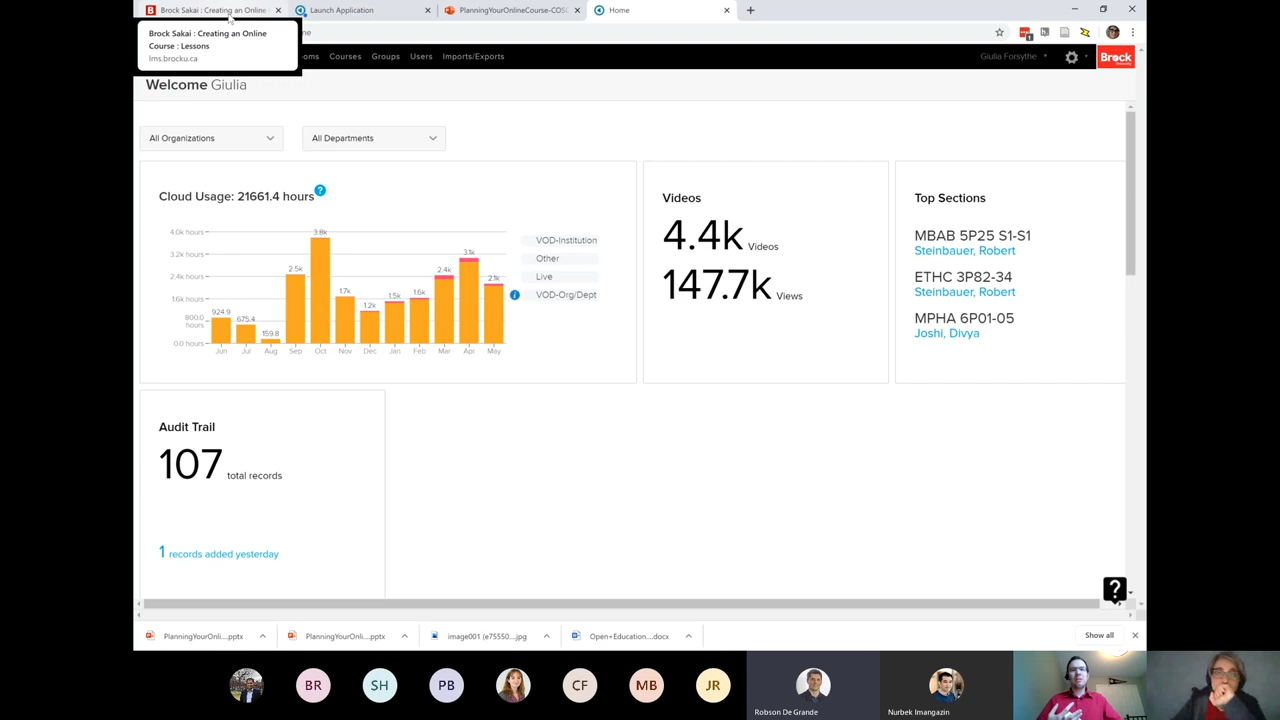 Brock Sakai : Creating an Online
Launch Application
PlanningYourOnlineCourse-COSC
Home
Brock Sakai : Creating an Online
Course : Lessons
lms.brocku.ca
Courses
Groups
Users
Imports/Exports
Giulia Forsythe
Brock
University
Welcome Giulia
All Organizations
All Departments
Cloud Usage: 21661.4 hours
?
4.0k hours
3.2k hours
2.4k hours
1.6k hours
800.0
hours
0.0 hours
924.9
675.4
159.8
2.5k
3.8k
1.7k
1.2k
1.5k
1.6k
2.4k
3.1k
2.1k
Jun
Jul
Aug
Sep
Oct
Nov
Dec
Jan
Feb
Mar
Apr
May
VOD-Institution
Other
Live
VOD-Org/Dept
Videos
4.4k Videos
147.7k Views
Top Sections
MBAB 5P25 S1-S1
Steinbauer, Robert
ETHC 3P82-34
Steinbauer, Robert
MPHA 6P01-05
Joshi, Divya
Audit Trail
107 total records
1 records added yesterday
?
PlanningYourOnli....pptx
PlanningYourOnli....pptx
image001 (e75550....jpg
Open+Education....docx
Show all
BR
SH
PB
CF
MB
JR
Robson De Grande
Nurbek Imangazin